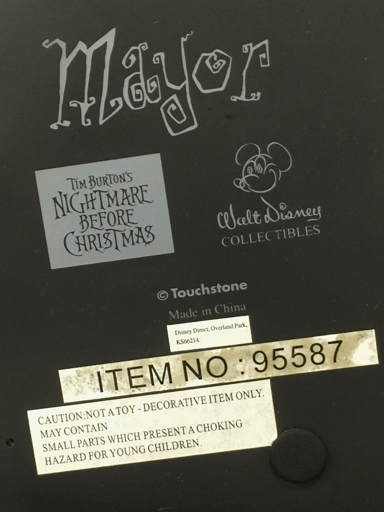 Mayor
TIM BURTON'S
NIGHTMARE
BEFORE
CHRISTMAS
Walt Disney
COLLECTIBLES
© Touchstone
Made in China
Disney Direct, Overland Park,
KS66214.
ITEM NO : 95587
CAUTION:NOT A TOY - DECORATIVE ITEM ONLY.
MAY CONTAIN
SMALL PARTS WHICH PRESENT A CHOKING
HAZARD FOR YOUNG CHILDREN.